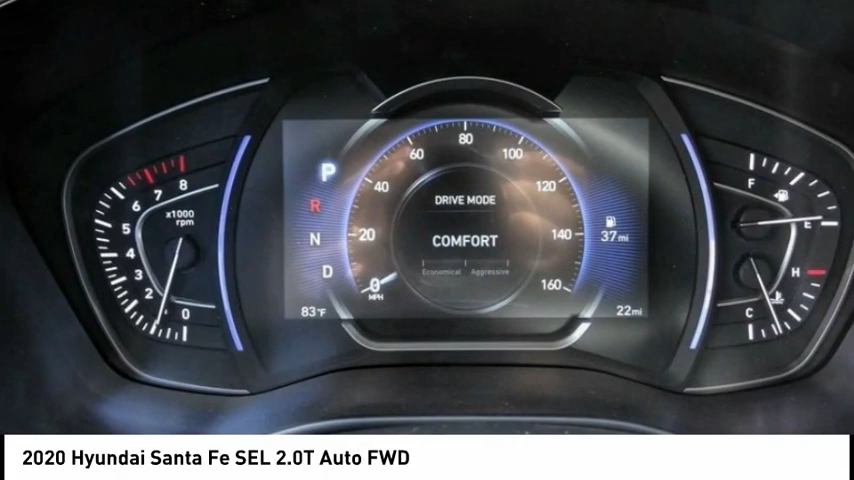 8
7
6
5
4
3
2
0
x1000
rpm
P
R
N
D
83°F
0
MPH
20
40
60
80
100
120
140
160
DRIVE MODE
COMFORT
Economical Aggressive
37mi
22mi
F
E
H
C
2020 Hyundai Santa Fe SEL 2.0T Auto FWD